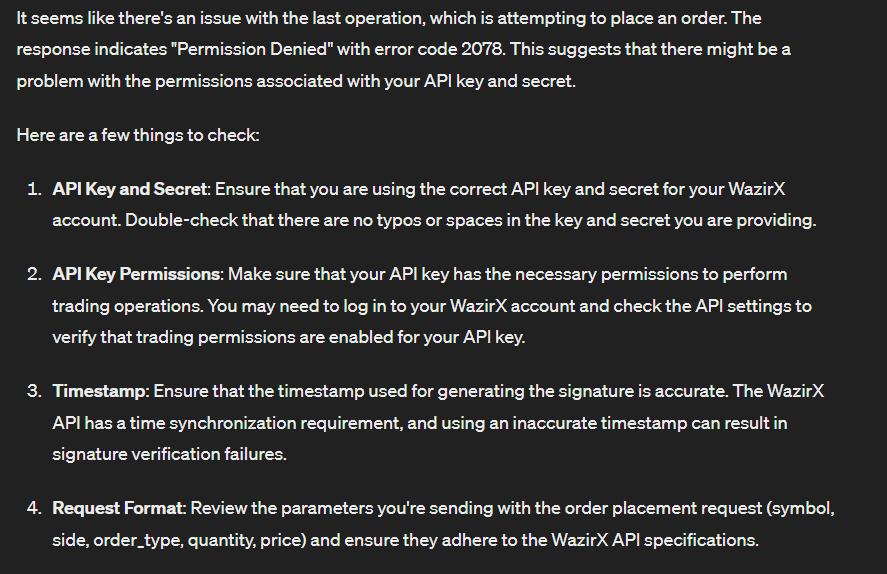 It seems like there's an issue with the last operation, which is attempting to place an order. The
response indicates "Permission Denied" with error code 2078. This suggests that there might be a
problem with the permissions associated with your API key and secret.
Here are a few things to check:
1. API Key and Secret: Ensure that you are using the correct API key and secret for your WazirX
account. Double-check that there are no typos or spaces in the key and secret you are providing.
2. API Key Permissions: Make sure that your API key has the necessary permissions to perform
trading operations. You may need to log in to your WazirX account and check the API settings to
verify that trading permissions are enabled for your API key.
3. Timestamp: Ensure that the timestamp used for generating the signature is accurate. The WazirX
API has a time synchronization requirement, and using an inaccurate timestamp can result in
signature verification failures.
4. Request Format: Review the parameters you're sending with the order placement request (symbol,
side, order_type, quantity, price) and ensure they adhere to the WazirX API specifications.